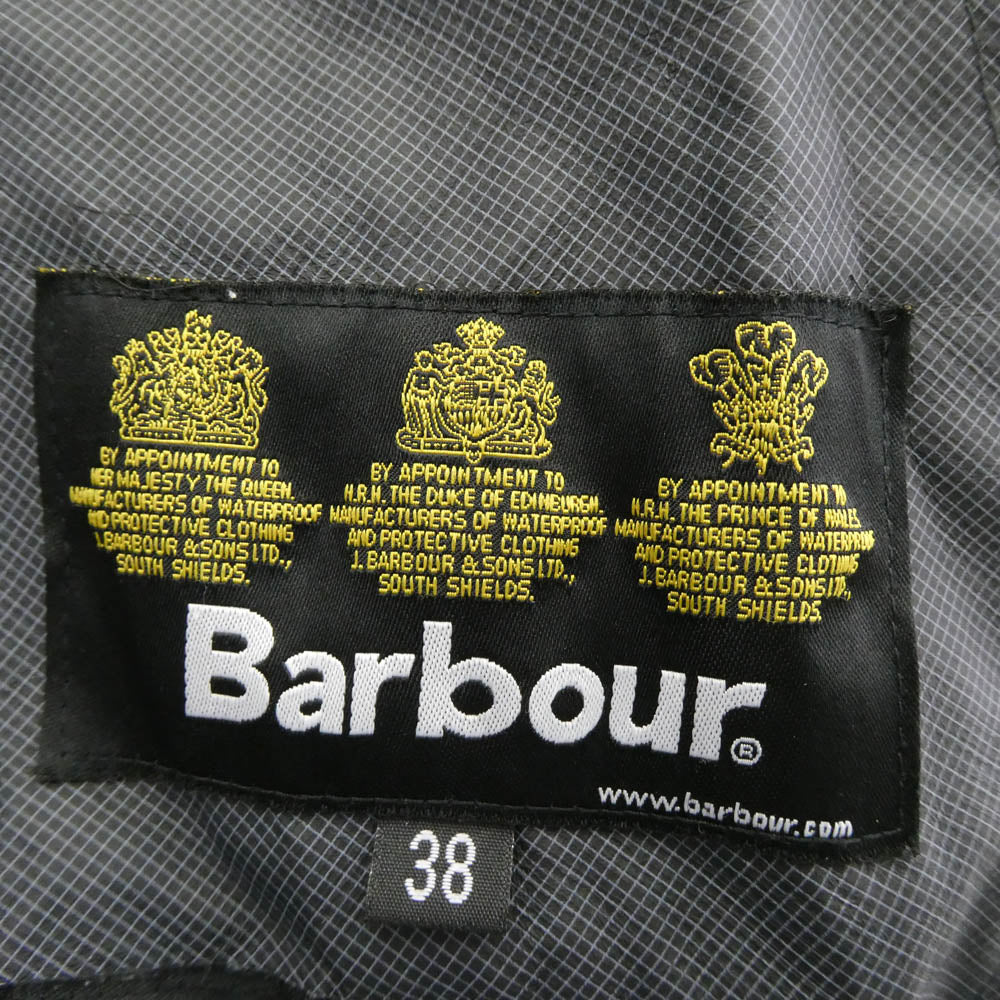 BY APPOINTMENT TO
HER MAJESTY THE QUEEN.
MANUFACTURERS OF WATERPROOF
AND PROTECTIVE CLOTHING
J.BARBOUR & SONS LTD.,
SOUTH SHIELDS.
BY APPOINTMENT TO
H.R.H. THE DUKE OF EDINBURGH.
MANUFACTURERS OF WATERPROOF
AND PROTECTIVE CLOTHING
J.BARBOUR & SONS LTD.,
SOUTH SHIELDS.
BY APPOINTMENT TO
H.R.H. THE PRINCE OF WALES.
MANUFACTURERS OF WATERPROOF
AND PROTECTIVE CLOTHING
J.BARBOUR & SONS LTD.,
SOUTH SHIELDS.
Barbour®
www.barbour.com
38